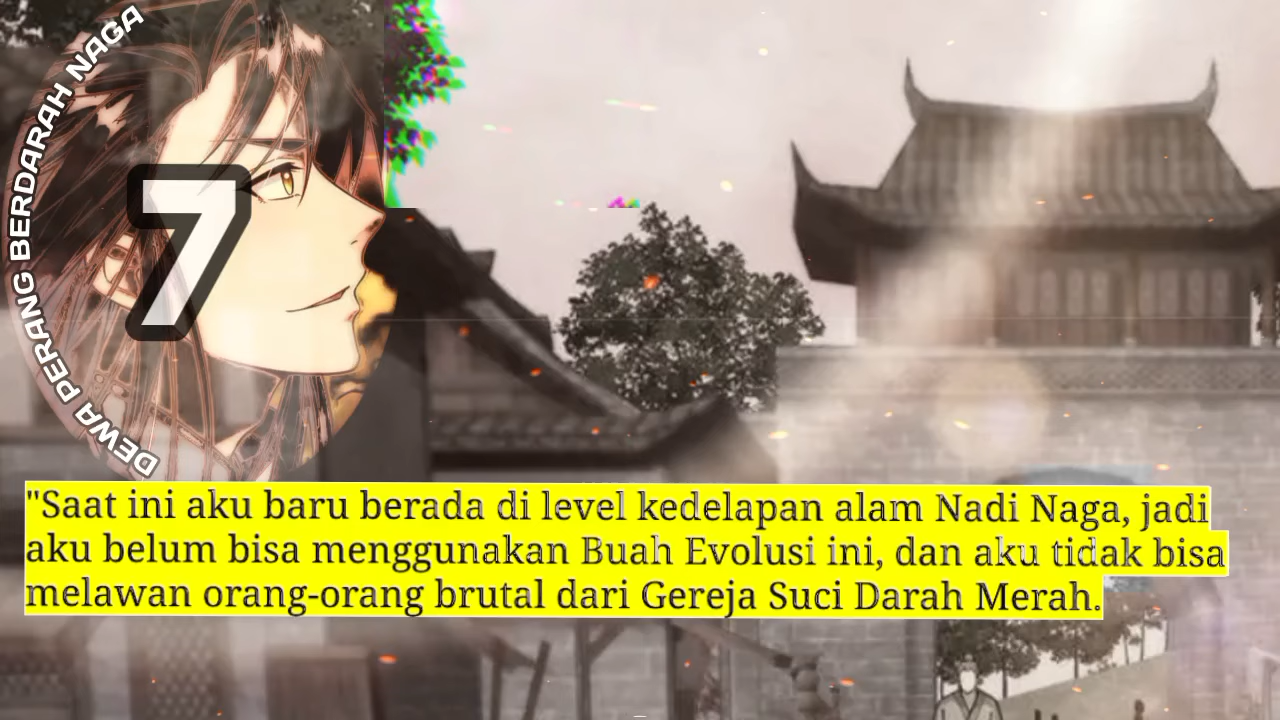 DEWA PERANG BERDARAH NAGA
7
"Saat ini aku baru berada di level kedelapan alam Nadi Naga, jadi
aku belum bisa menggunakan Buah Evolusi ini, dan aku tidak bisa
melawan orang-orang brutal dari Gereja Suci Darah Merah.